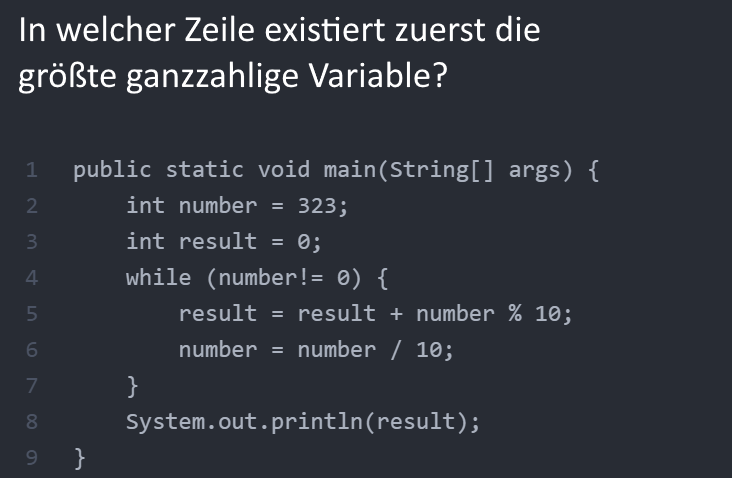 In welcher Zeile existiert zuerst die
größte ganzzahlige Variable?
1 public static void main(String[] args) {
2 int number = 323;
3 int result = 0;
4 while (number!= 0) {
5 result = result + number % 10;
6 number = number / 10;
7 }
8 System.out.println(result);
9 }